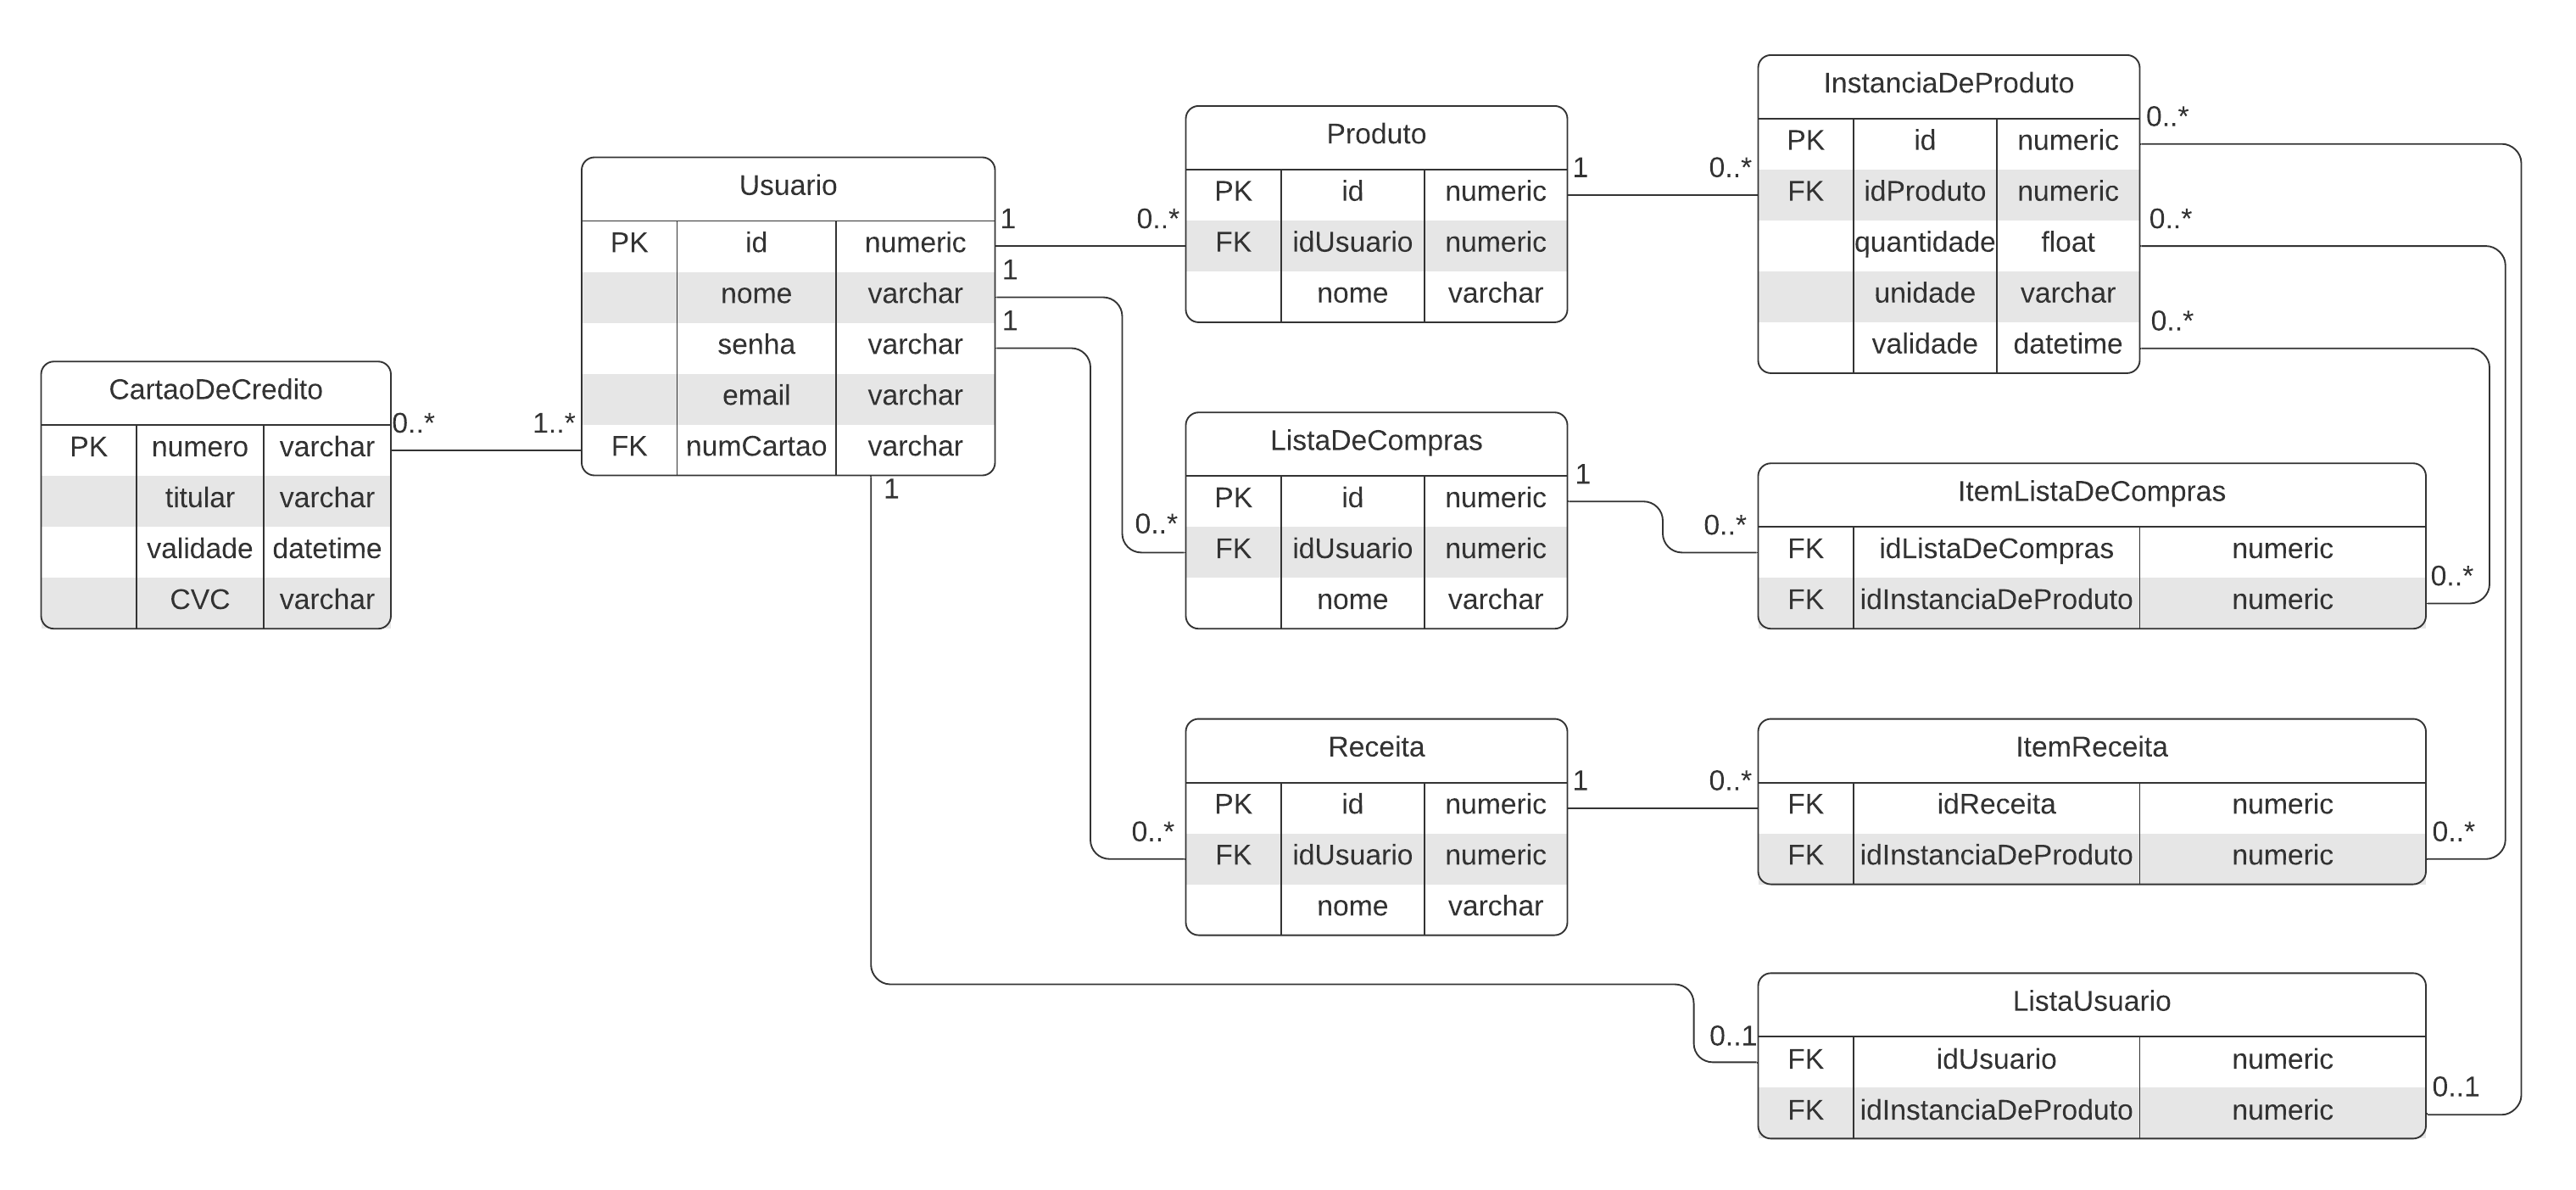 CartaoDeCredito
PK numero varchar
titular varchar
validade datetime
CVC varchar
0..* 1..*
Usuario
PK id numeric
nome varchar
senha varchar
email varchar
FK numCartao varchar
1 0..*
1
1
1
Produto
PK id numeric
FK idUsuario numeric
nome varchar
1 0..*
InstanciaDeProduto
PK id numeric
FK idProduto numeric
quantidade float
unidade varchar
validade datetime
0..*
0..*
0..*
0..*
ListaDeCompras
PK id numeric
FK idUsuario numeric
nome varchar
1
0..*
ItemListaDeCompras
FK idListaDeCompras numeric
FK idInstanciaDeProduto numeric
0..*
0..*
Receita
PK id numeric
FK idUsuario numeric
nome varchar
1 0..*
ItemReceita
FK idReceita numeric
FK idInstanciaDeProduto numeric
0..*
0..1
ListaUsuario
FK idUsuario numeric
FK idInstanciaDeProduto numeric
0..1